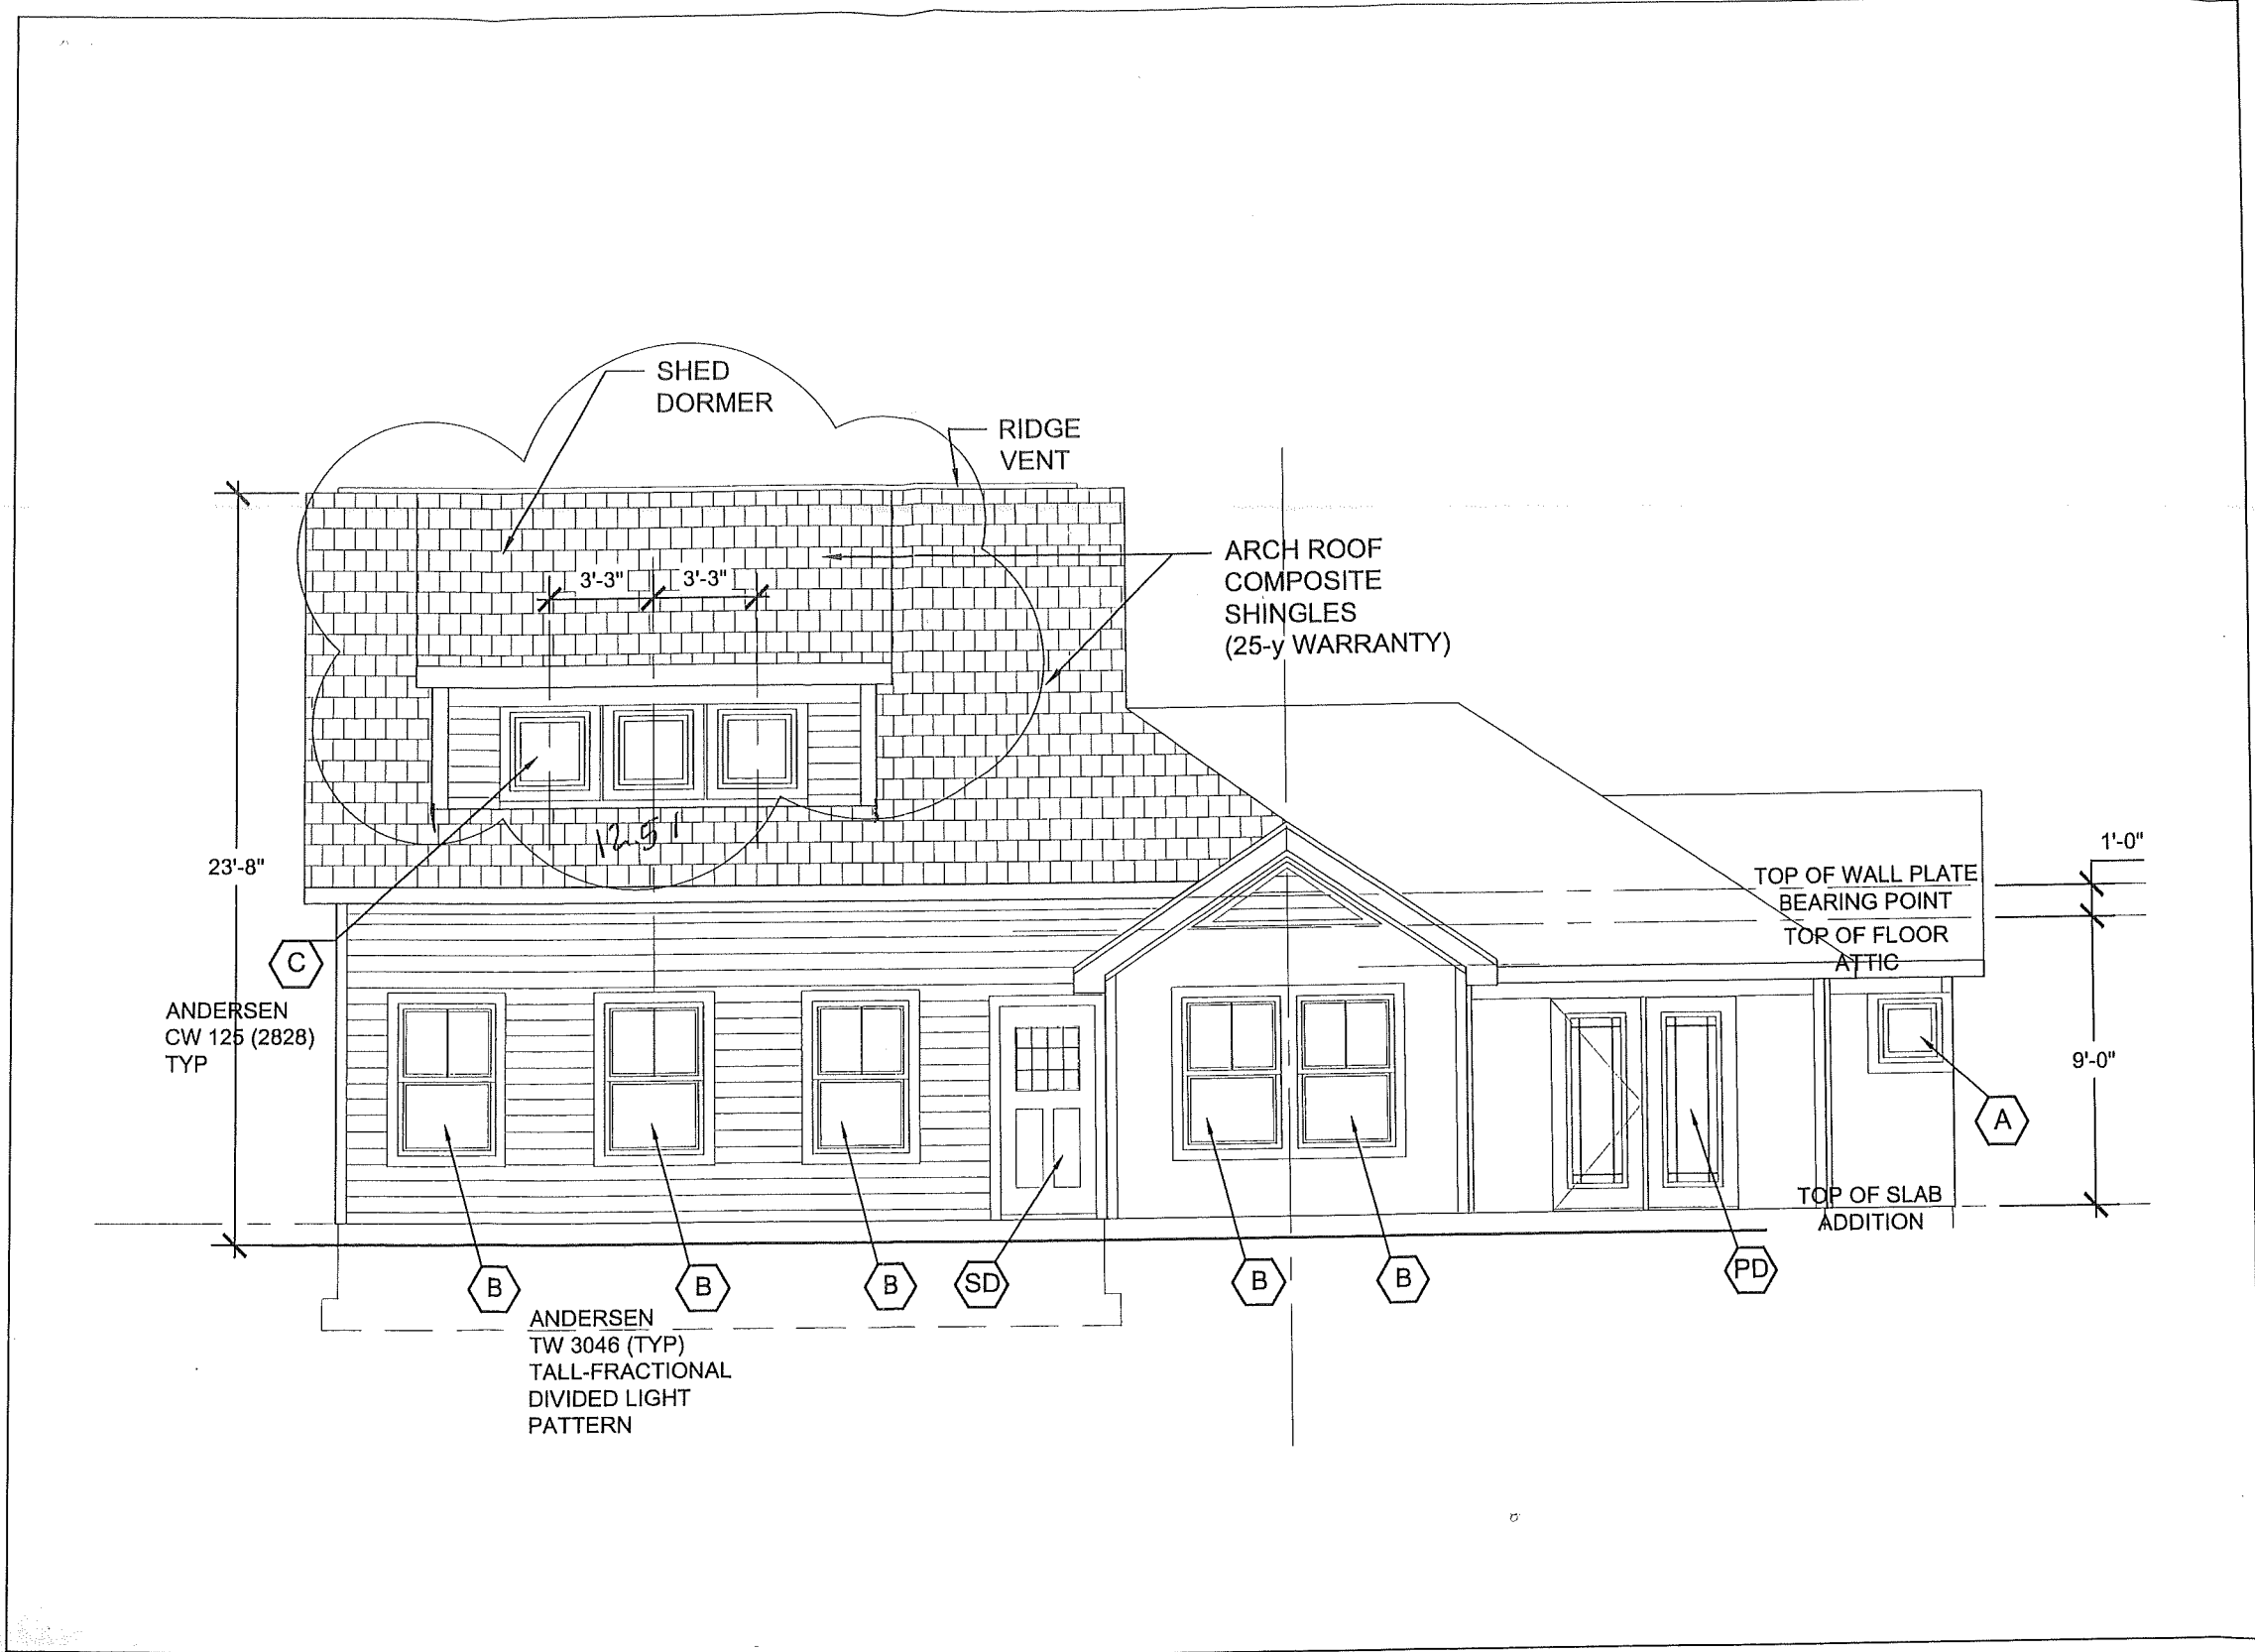 SHED
DORMER
RIDGE
VENT
ARCH ROOF
COMPOSITE
SHINGLES
(25-y WARRANTY)
3'-3"
3'-3"
12.5'
23'-8"
1'-0"
TOP OF WALL PLATE
BEARING POINT
TOP OF FLOOR
ATTIC
C
ANDERSEN
CW 125 (2828)
TYP
9'-0"
A
TOP OF SLAB
ADDITION
B
B
B
SD
B
B
PD
ANDERSEN
TW 3046 (TYP)
TALL-FRACTIONAL
DIVIDED LIGHT
PATTERN